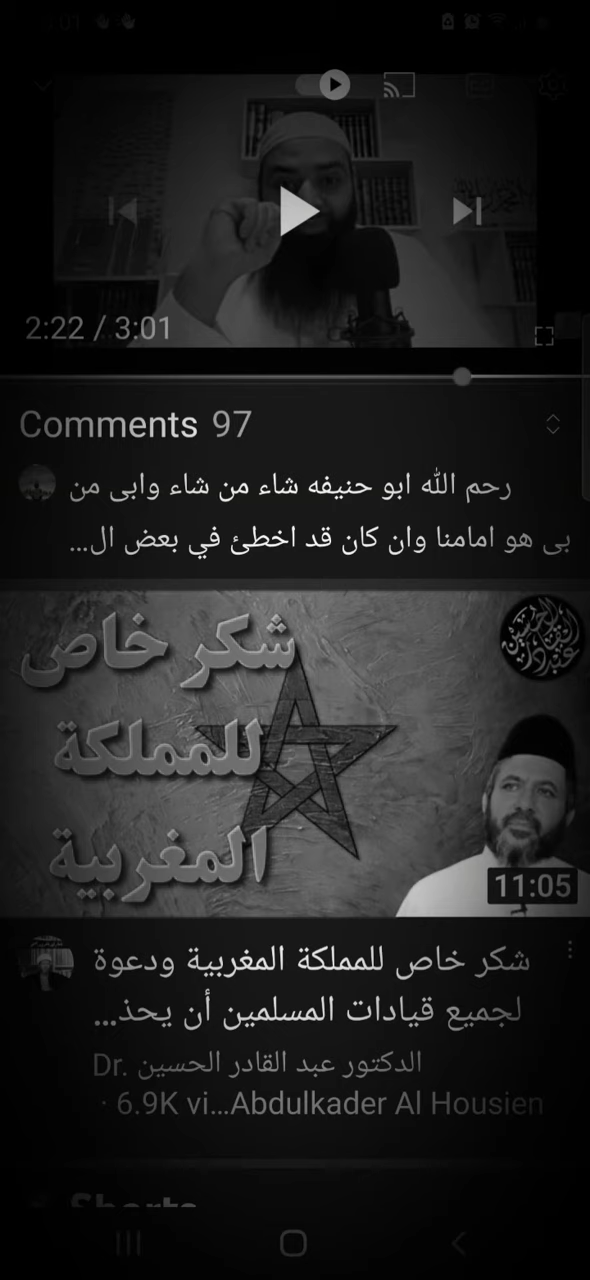 2:22 / 3:01
Comments 97
رحم الله ابو حنيفه شاء من شاء وابى من
بى هو امامنا وان كان قد اخطئ في بعض ال...
شكر خاص
للمملكة
المغربية
11:05
شكر خاص للمملكة المغربية ودعوة
لجميع قيادات المسلمين أن يحذ...
الدكتور عبد القادر الحسين Dr.
Abdulkader Al Housien...6.9K vi ·
Shorts